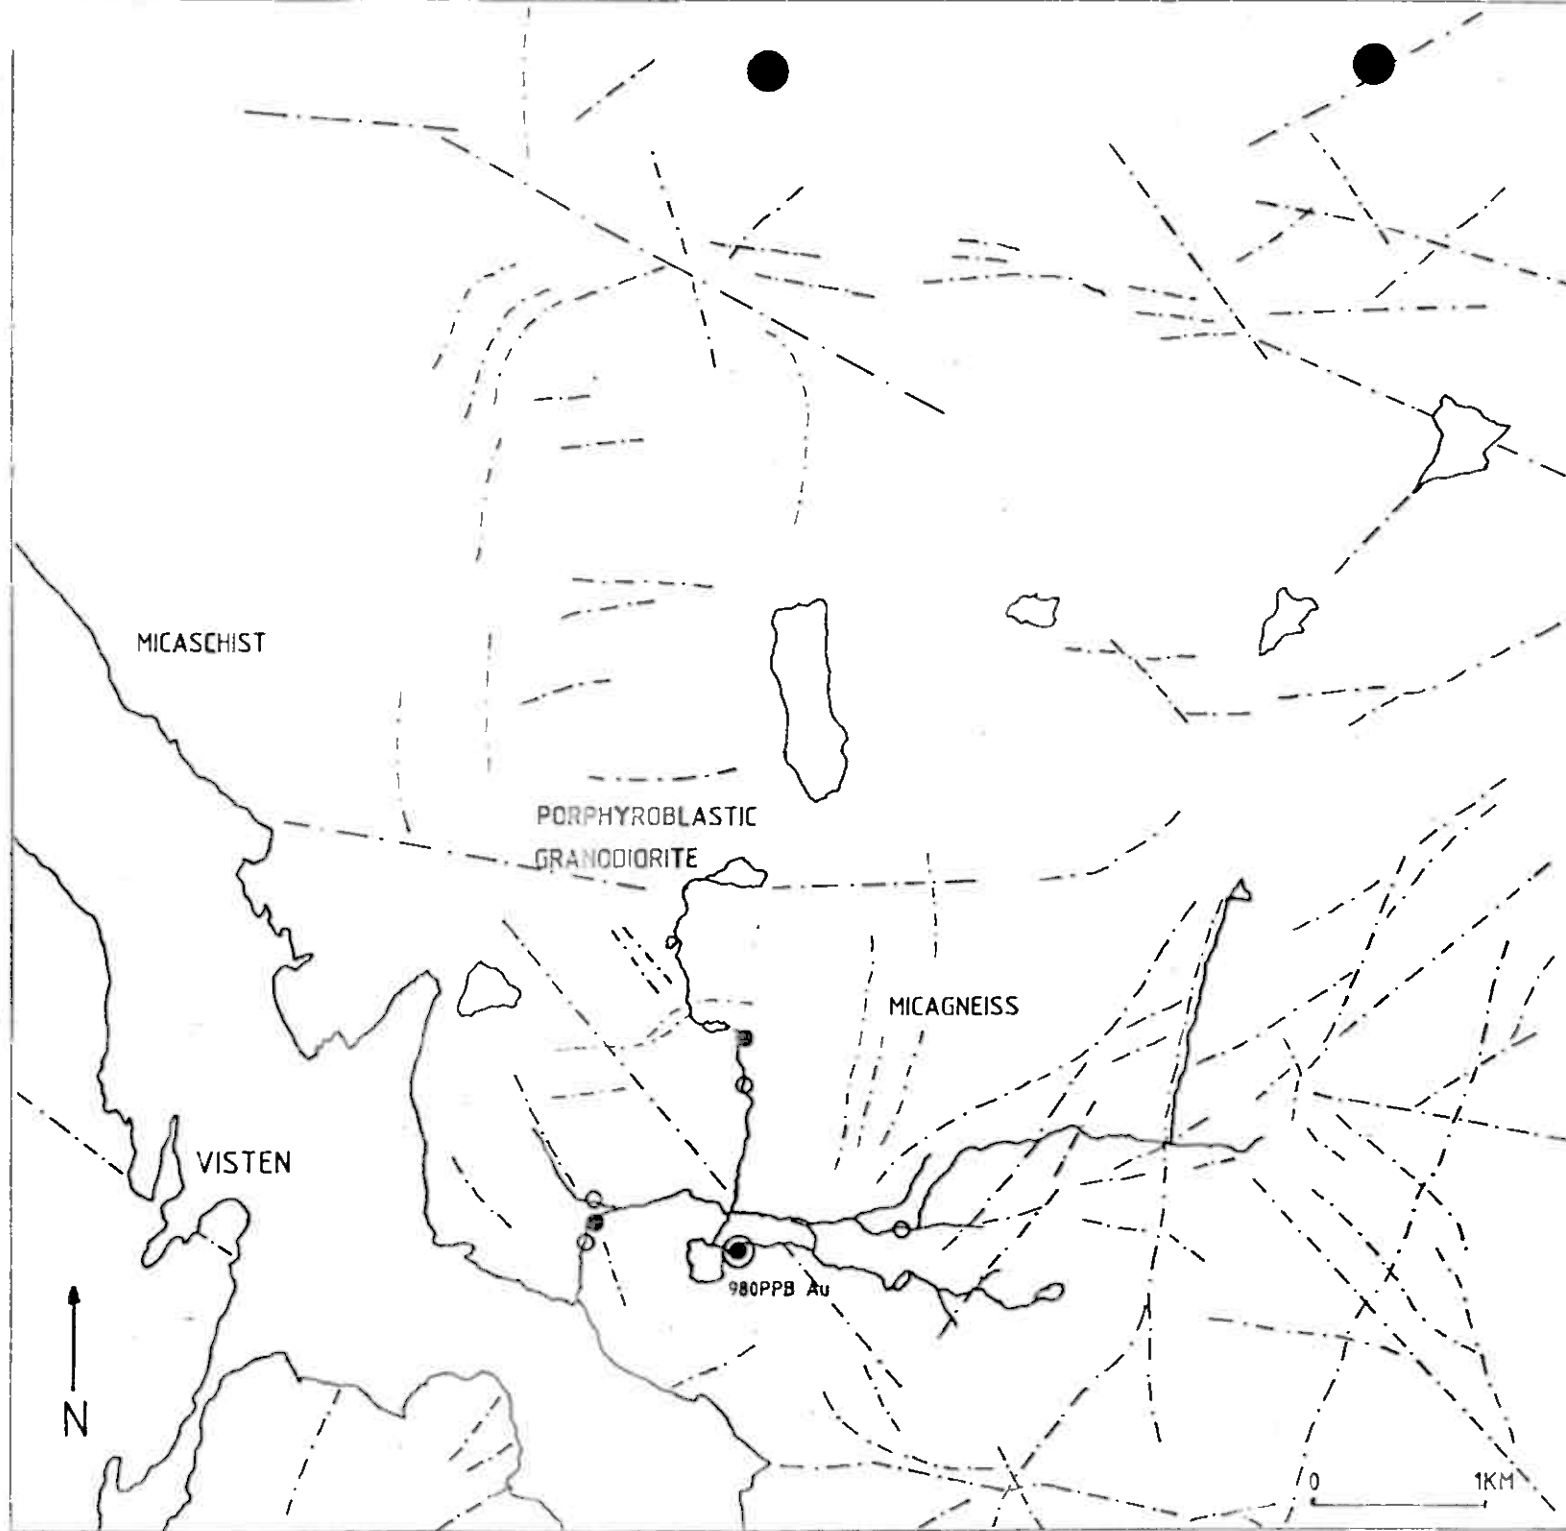 MICASCHIST
PORPHYROBLASTIC
GRANODIORITE
MICAGNEISS
VISTEN
980PPB Au
N
0 1KM